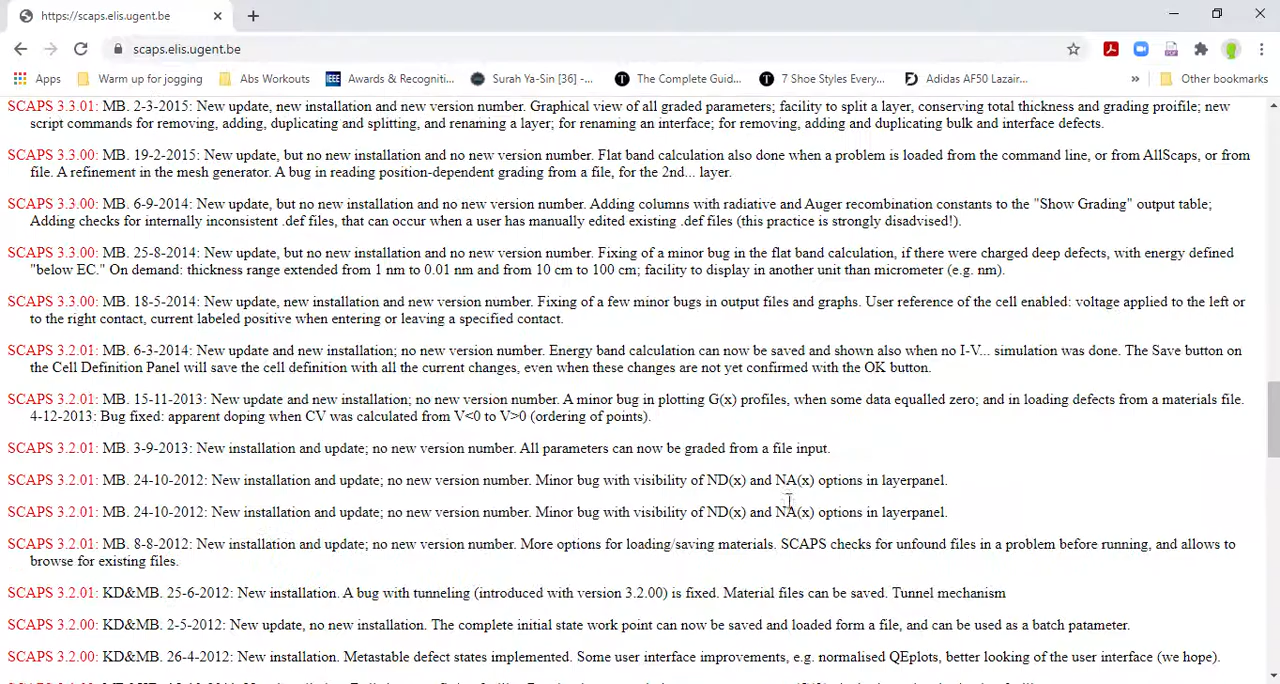 https://scaps.elis.ugent.be
scaps.elis.ugent.be
Apps Warm up for jogging Abs Workouts IEEE Awards & Recogniti... Surah Ya-Sin [36] -... T The Complete Guid... T 7 Shoe Styles Every... Adidas AF50 Lazair... » Other bookmarks
SCAPS 3.3.01: MB. 2-3-2015: New update, new installation and new version number. Graphical view of all graded parameters; facility to split a layer, conserving total thickness and grading proifile; new
script commands for removing, adding, duplicating and splitting, and renaming a layer; for renaming an interface; for removing, adding and duplicating bulk and interface defects.
SCAPS 3.3.00: MB. 19-2-2015: New update, but no new installation and no new version number. Flat band calculation also done when a problem is loaded from the command line, or from AllScaps, or from
file. A refinement in the mesh generator. A bug in reading position-dependent grading from a file, for the 2nd... layer.
SCAPS 3.3.00: MB. 6-9-2014: New update, but no new installation and no new version number. Adding columns with radiative and Auger recombination constants to the "Show Grading" output table;
Adding checks for internally inconsistent .def files, that can occur when a user has manually edited existing .def files (this practice is strongly disadvised!).
SCAPS 3.3.00: MB. 25-8-2014: New update, but no new installation and no new version number. Fixing of a minor bug in the flat band calculation, if there were charged deep defects, with energy defined
"below EC." On demand: thickness range extended from 1 nm to 0.01 nm and from 10 cm to 100 cm; facility to display in another unit than micrometer (e.g. nm).
SCAPS 3.3.00: MB. 18-5-2014: New update, new installation and new version number. Fixing of a few minor bugs in output files and graphs. User reference of the cell enabled: voltage applied to the left or
to the right contact, current labeled positive when entering or leaving a specified contact.
SCAPS 3.2.01: MB. 6-3-2014: New update and new installation; no new version number. Energy band calculation can now be saved and shown also when no I-V... simulation was done. The Save button on
the Cell Definition Panel will save the cell definition with all the current changes, even when these changes are not yet confirmed with the OK button.
SCAPS 3.2.01: MB. 15-11-2013: New update and new installation; no new version number. A minor bug in plotting G(x) profiles, when some data equalled zero; and in loading defects from a materials file.
4-12-2013: Bug fixed: apparent doping when CV was calculated from V<0 to V>0 (ordering of points).
SCAPS 3.2.01: MB. 3-9-2013: New installation and update; no new version number. All parameters can now be graded from a file input.
SCAPS 3.2.01: MB. 24-10-2012: New installation and update; no new version number. Minor bug with visibility of ND(x) and NA(x) options in layerpanel.
SCAPS 3.2.01: MB. 24-10-2012: New installation and update; no new version number. Minor bug with visibility of ND(x) and NA(x) options in layerpanel.
SCAPS 3.2.01: MB. 8-8-2012: New installation and update; no new version number. More options for loading/saving materials. SCAPS checks for unfound files in a problem before running, and allows to
browse for existing files.
SCAPS 3.2.01: KD&MB. 25-6-2012: New installation. A bug with tunneling (introduced with version 3.2.00) is fixed. Material files can be saved. Tunnel mechanism
SCAPS 3.2.00: KD&MB. 2-5-2012: New update, no new installation. The complete initial state work point can now be saved and loaded form a file, and can be used as a batch patameter.
SCAPS 3.2.00: KD&MB. 26-4-2012: New installation. Metastable defect states implemented. Some user interface improvements, e.g. normalised QEplots, better looking of the user interface (we hope).